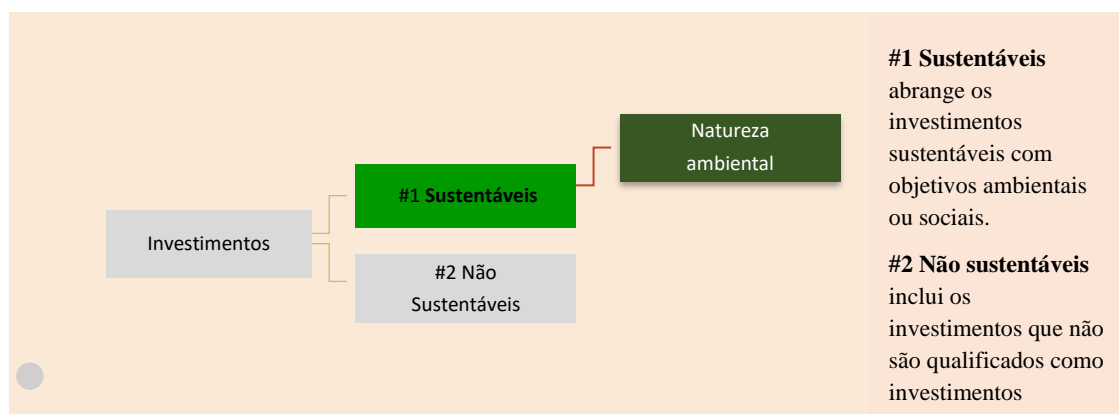 Investimentos
#1 Sustentáveis
#2 Não
Sustentáveis
Natureza
ambiental
#1 Sustentáveis
abrange os
investimentos
sustentáveis com
objetivos ambientais
ou sociais.
#2 Não sustentáveis
inclui os
investimentos que não
são qualificados como
investimentos